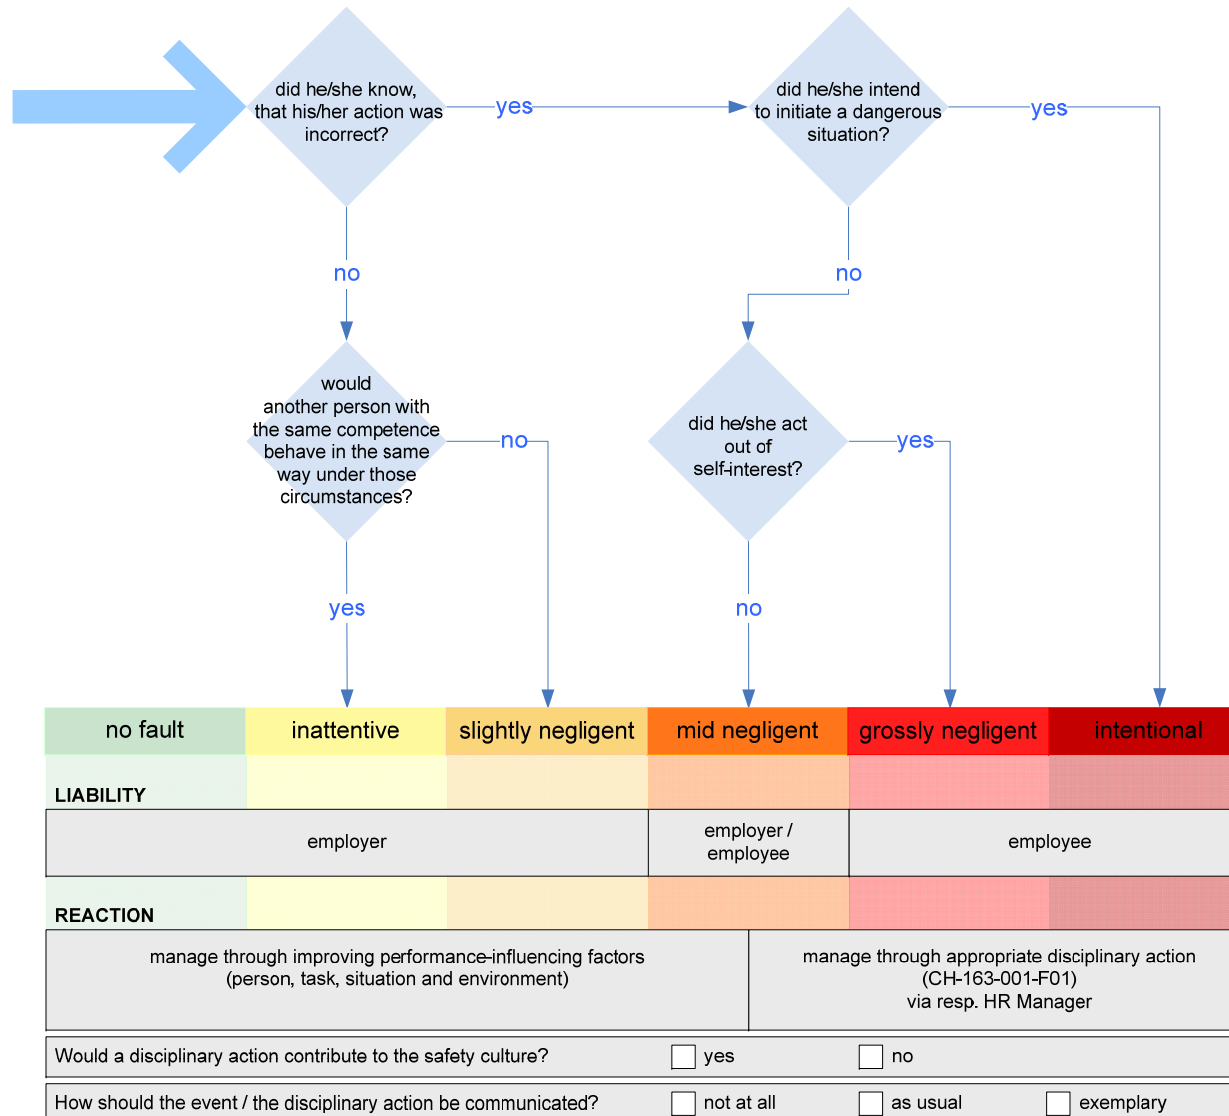 did he/she know,
that his/her action was
incorrect?
yes
did he/she intend
to initiate a dangerous
situation?
yes
no
no
would
another person with
the same competence
behave in the same
way under those
circumstances?
no
did he/she act
out of
self-interest?
yes
yes
no
no fault
inattentive
slightly negligent
mid negligent
grossly negligent
intentional
LIABILITY
employer
employer /
employee
employee
REACTION
manage through improving performance-influencing factors
(person, task, situation and environment)
manage through appropriate disciplinary action
(CH-163-001-F01)
via resp. HR Manager
Would a disciplinary action contribute to the safety culture?
yes
no
How should the event / the disciplinary action be communicated?
not at all
as usual
exemplary